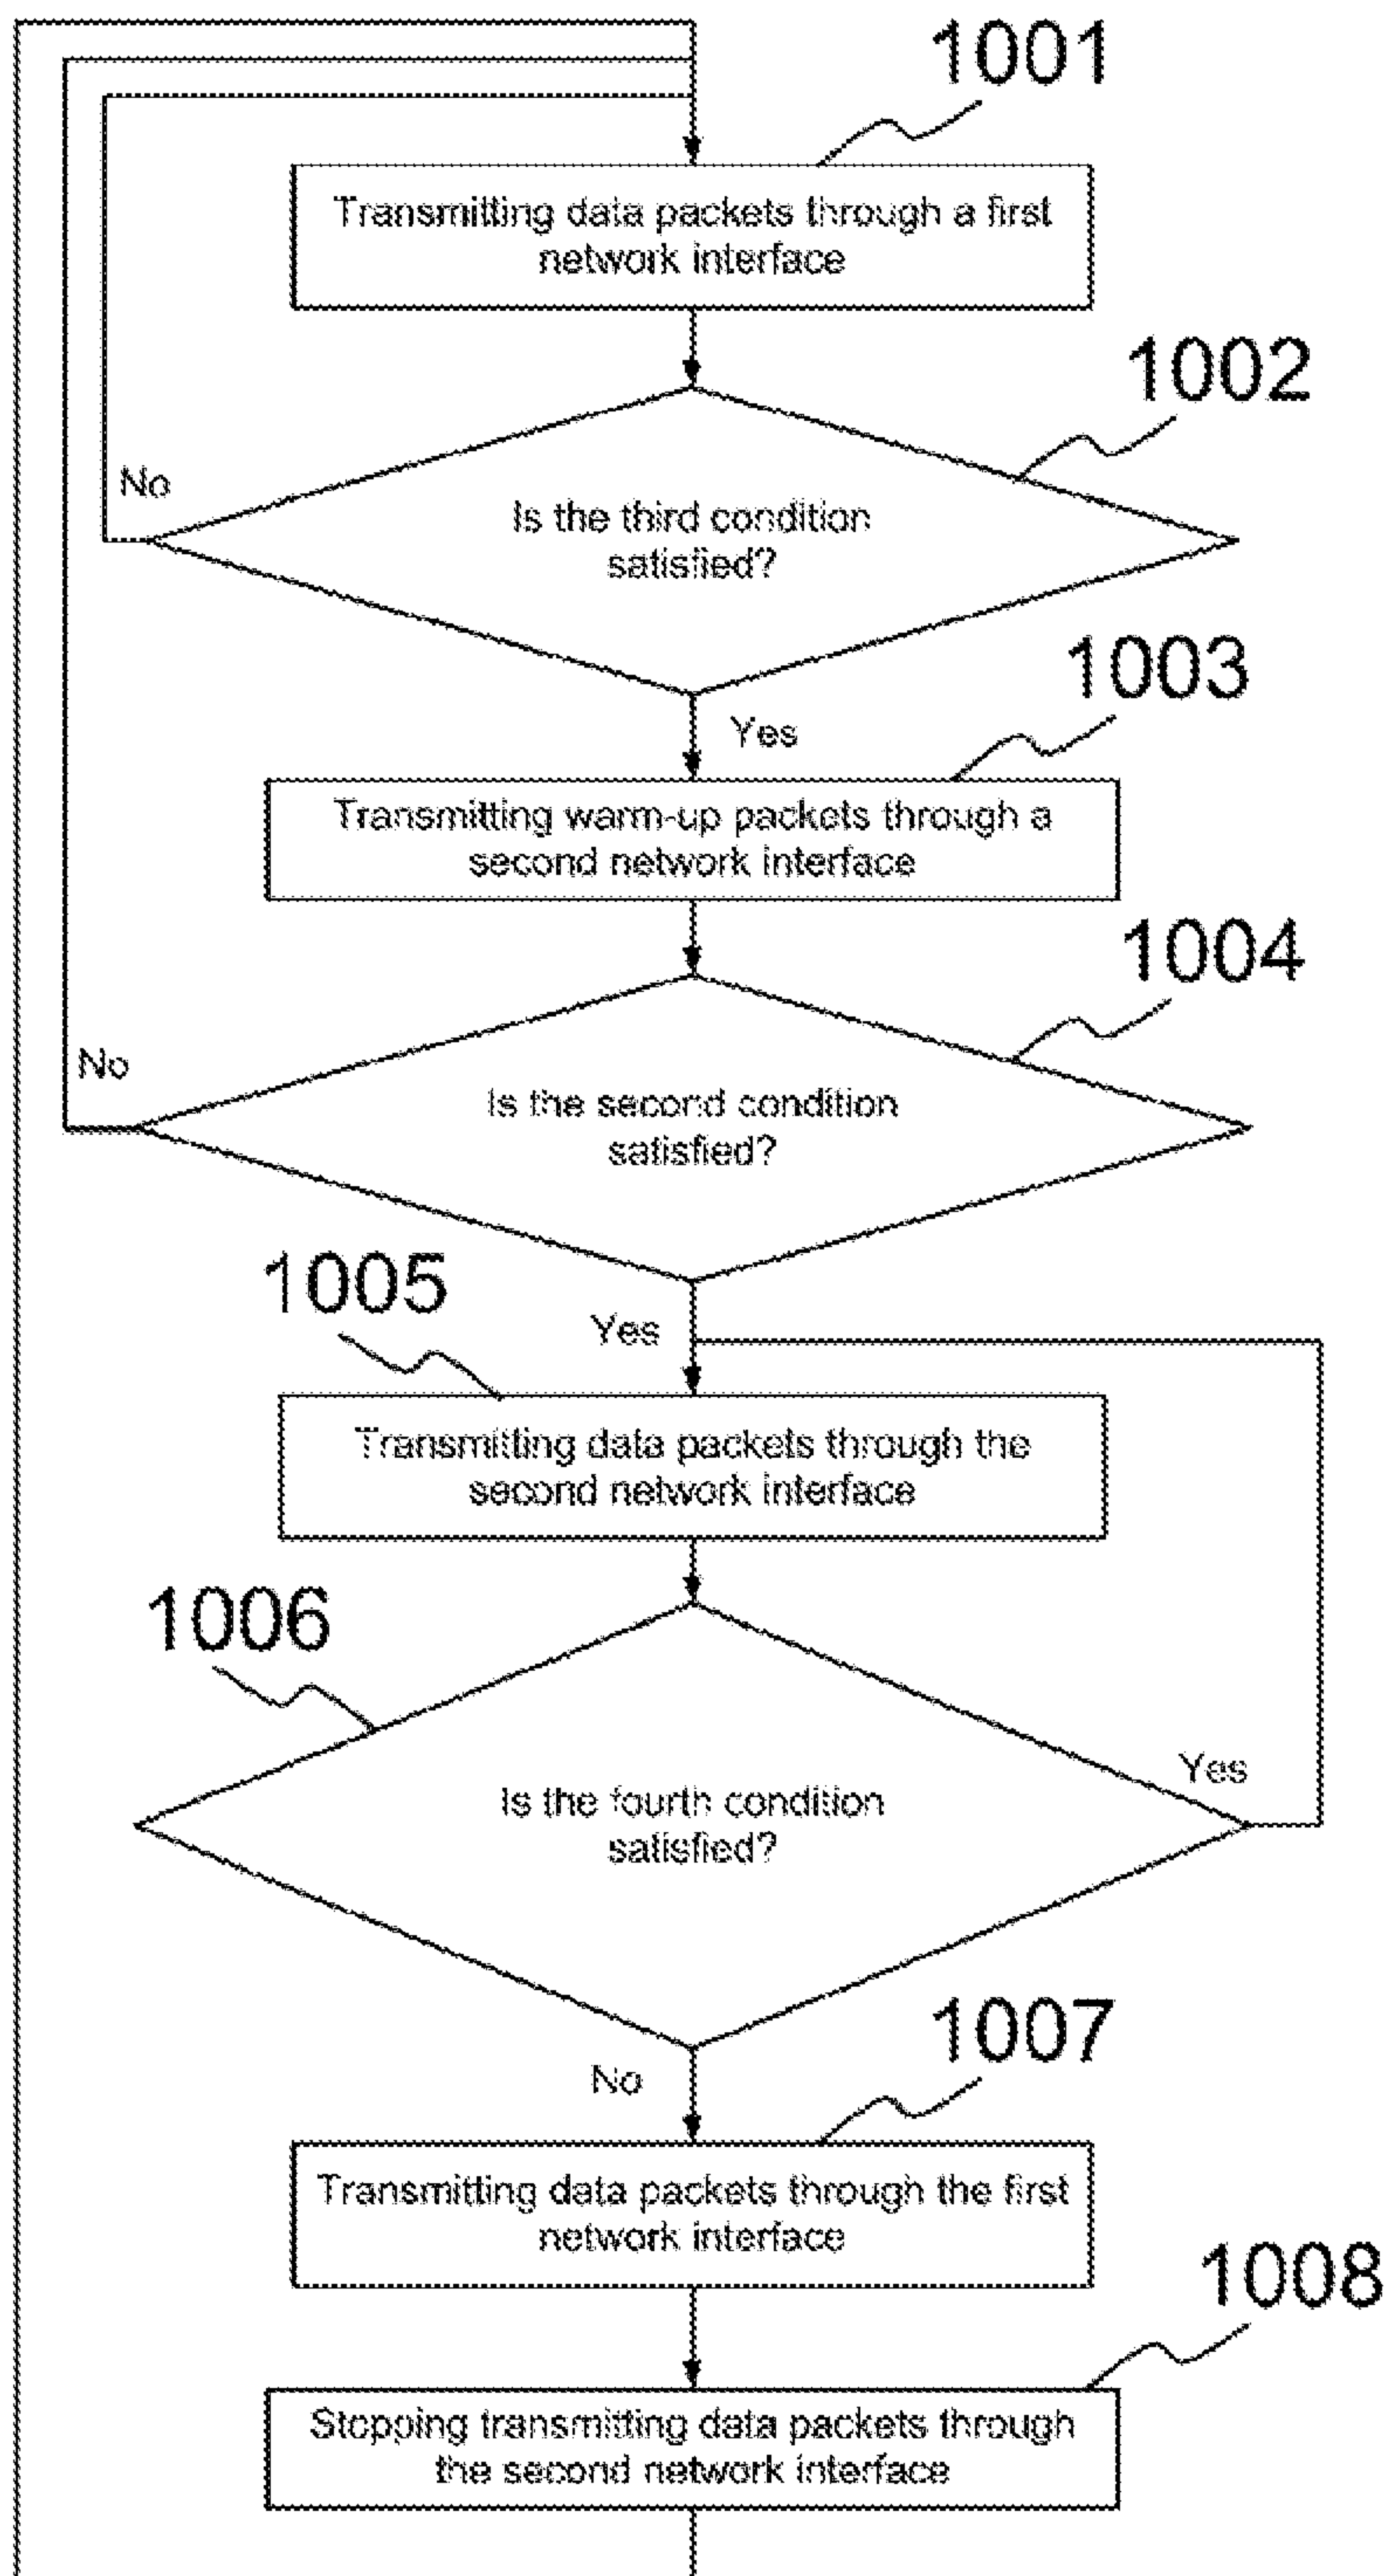 1001
Transmitting data packets through a first
network interface
1002
No
Is the third condition
satisfied?
1003
Yes
Transmitting warm-up packets through a
second network interface
1004
No
Is the second condition
satisfied?
1005
Yes
Transmitting data packets through the
second network interface
1006
Yes
Is the fourth condition
satisfied?
1007
No
Transmitting data packets through the first
network interface
1008
Stopping transmitting data packets through
the second network interface